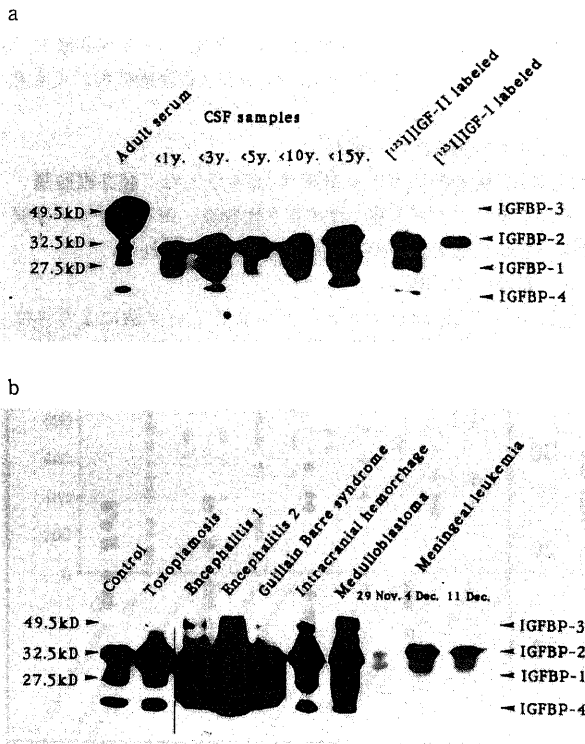 a
Adult serum
CSF samples
<1y. <3y. <5y. <10y. <15y.
[¹²⁵I]IGF-II labeled
[¹²⁵I]IGF-I labeled
49.5kD
32.5kD
27.5kD
IGFBP-3
IGFBP-2
IGFBP-1
IGFBP-4
b
Control
Toxoplamosis
Encephalitis 1
Encephalitis 2
Guillain Barre syndrome
Intracranial hemorrhage
Medulloblastoma
Meningeal leukemia
29 Nov. 4 Dec. 11 Dec.
49.5kD
32.5kD
27.5kD
IGFBP-3
IGFBP-2
IGFBP-1
IGFBP-4